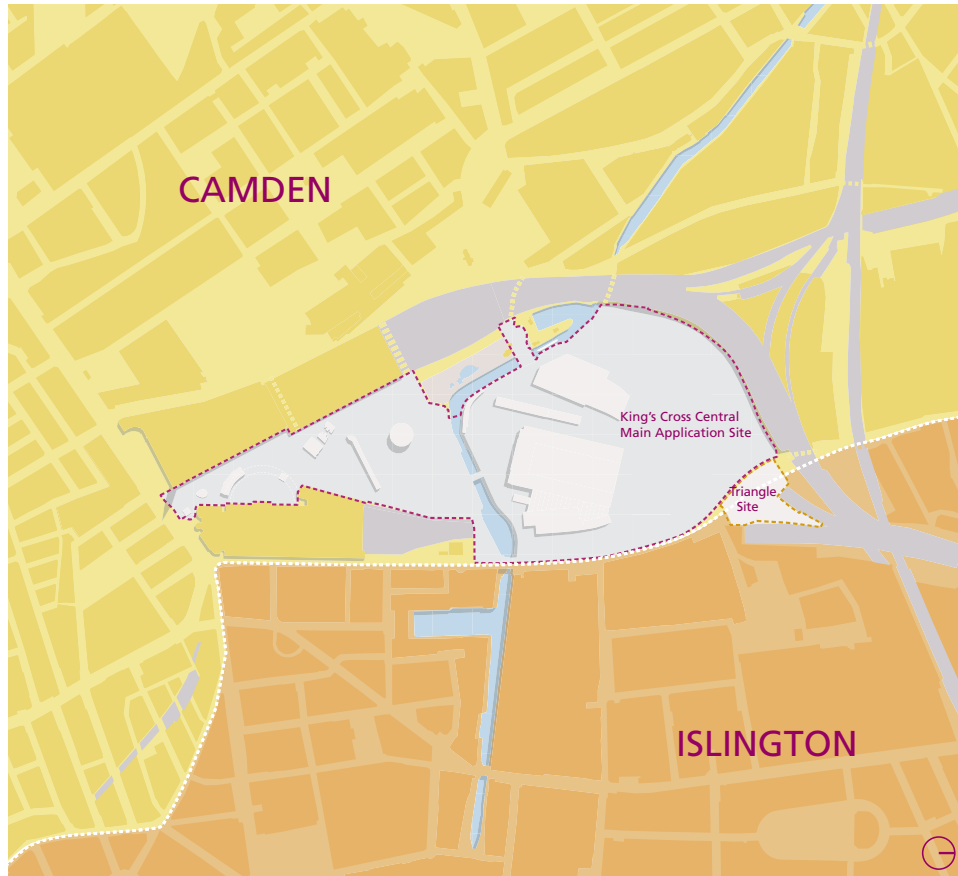 CAMDEN
King's Cross Central
Main Application Site
Triangle
Site
ISLINGTON